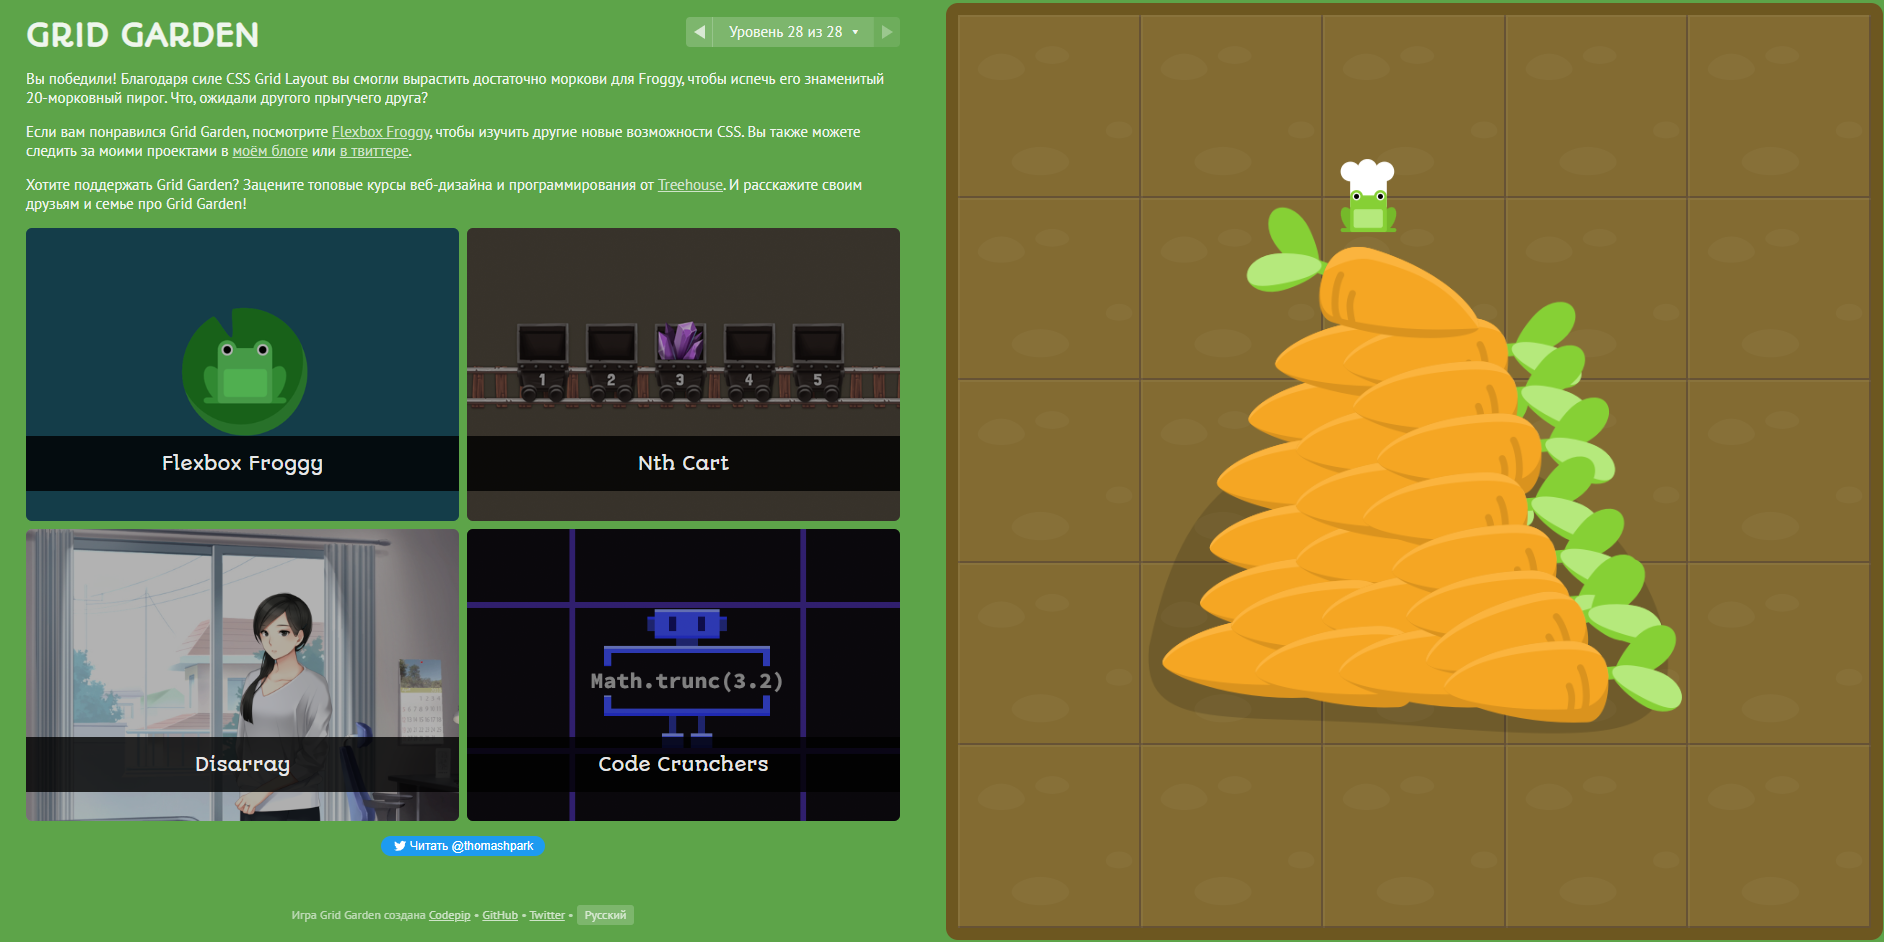 GRID GARDEN
Уровень 28 из 28
Вы победили! Благодаря силе CSS Grid Layout вы смогли вырастить достаточно моркови для Froggy, чтобы испечь его знаменитый
20-морковный пирог. Что, ожидали другого прыгучего друга?
Если вам понравился Grid Garden, посмотрите Flexbox Froggy, чтобы изучить другие новые возможности CSS. Вы также можете
следить за моими проектами в моём блоге или в твиттере.
Хотите поддержать Grid Garden? Зацените топовые курсы веб-дизайна и программирования от Treehouse. И расскажите своим
друзьям и семье про Grid Garden!
Flexbox Froggy
1 2 3 4 5
Nth Cart
Disarray
Math.trunc(3.2)
Code Crunchers
Читать @thomashpark
Игра Grid Garden создана Codepip • GitHub • Twitter • Русский